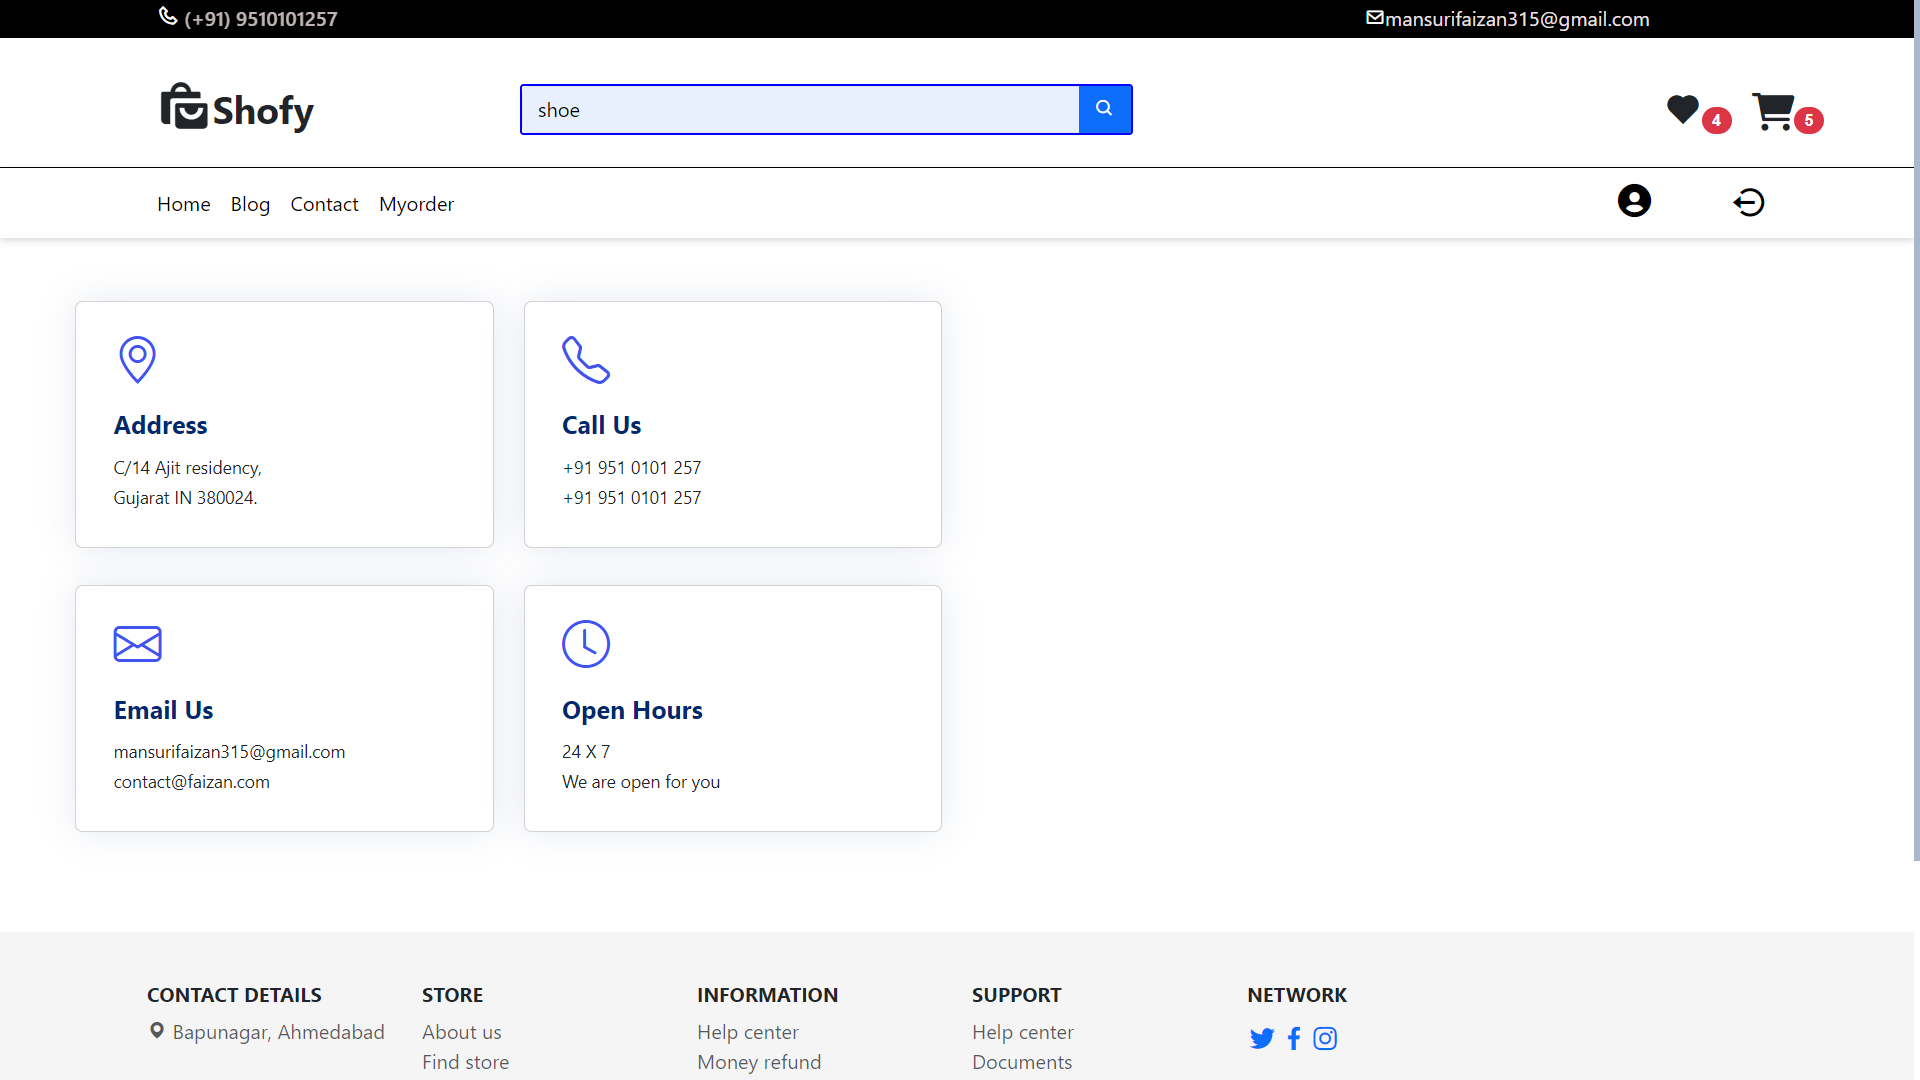 (+91) 9510101257
mansurifaizan315@gmail.com
Shofy
shoe
4
5
Home Blog Contact Myorder
Address
C/14 Ajit residency,
Gujarat IN 380024.
Call Us
+91 951 0101 257
+91 951 0101 257
Email Us
mansurifaizan315@gmail.com
contact@faizan.com
Open Hours
24 X 7
We are open for you
CONTACT DETAILS
Bapunagar, Ahmedabad
STORE
About us
Find store
INFORMATION
Help center
Money refund
SUPPORT
Help center
Documents
NETWORK